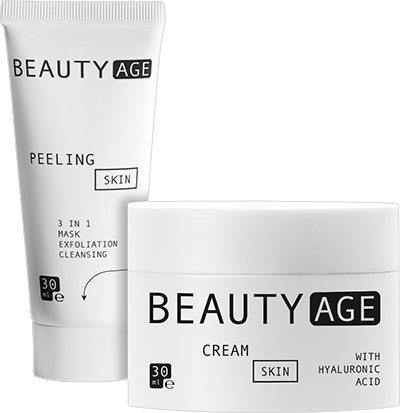 BEAUTY AGE
PEELING
SKIN
3 IN 1
MASK
EXFOLIATION
CLEANSING
30
ml e
BEAUTY AGE
CREAM
SKIN
WITH
HYALURONIC
ACID
30
ml e